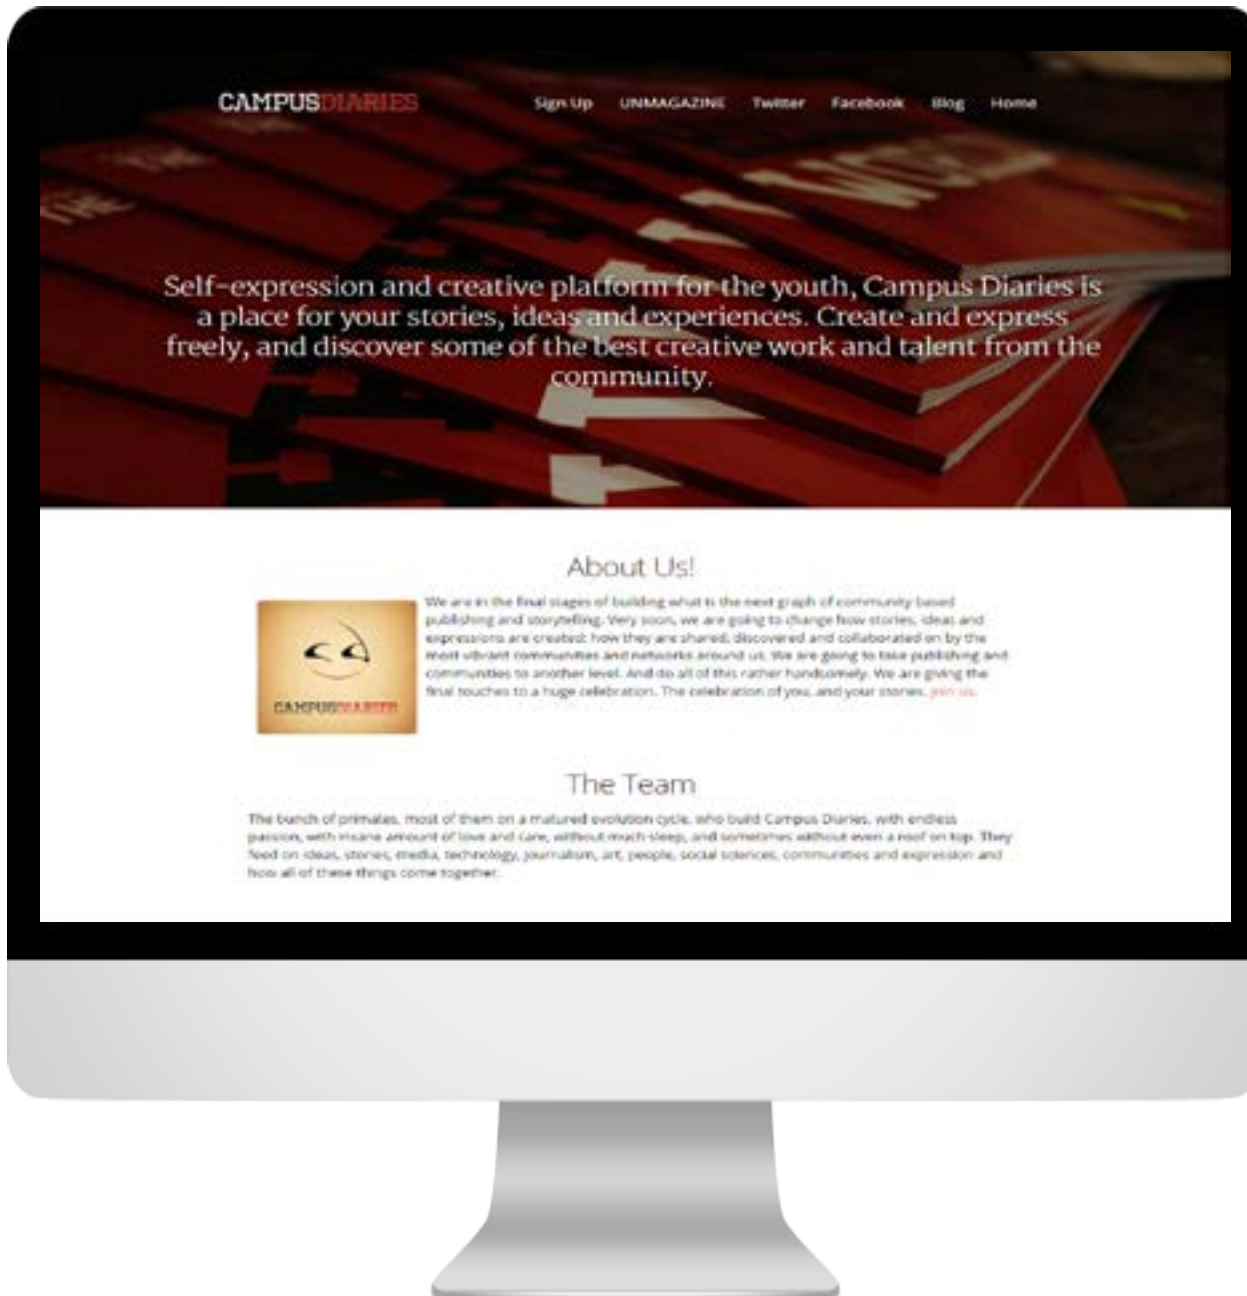 CAMPUSDIARIES
Sign Up UNMAGAZINE Twitter Facebook Blog Home
THE
THE
Self-expression and creative platform for the youth, Campus Diaries is
a place for your stories, ideas and experiences. Create and express
freely, and discover some of the best creative work and talent from the
community.
About Us!
We are in the final stages of building what is the next graph of community based
publishing and storytelling. Very soon, we are going to change how stories, ideas and
expressions are created; how they are shared, discovered and collaborated on by the
most vibrant communities and networks around us. We are going to take publishing and
communities to another level. And do all of this rather handsomely. We are giving the
final touches to a huge celebration. The celebration of you, and your stories. Join us.
CAMPUSDIARIES
The Team
The bunch of primates, most of them on a matured evolution cycle, who build Campus Diaries, with endless
passion, with insane amount of love and care, without much sleep, and sometimes without even a roof on top. They
feed on ideas, stories, media, technology, journalism, art, people, social sciences, communities and expression and
how all of these things come together.